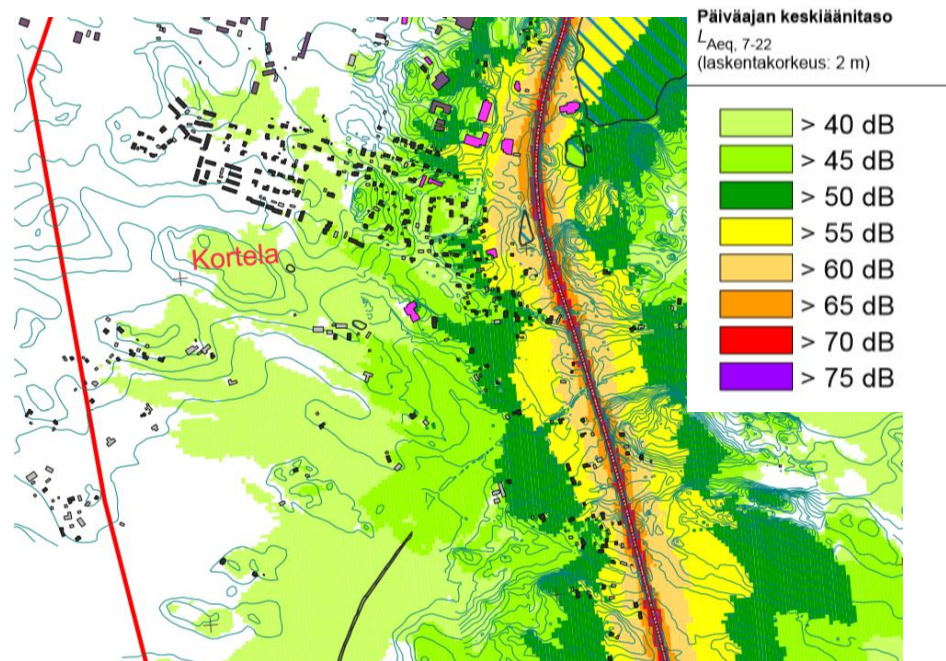 Päiväajan keskiäänitaso
LAeq, 7-22
(laskentakorkeus: 2 m)
> 40 dB
> 45 dB
> 50 dB
> 55 dB
> 60 dB
> 65 dB
> 70 dB
> 75 dB
Kortela